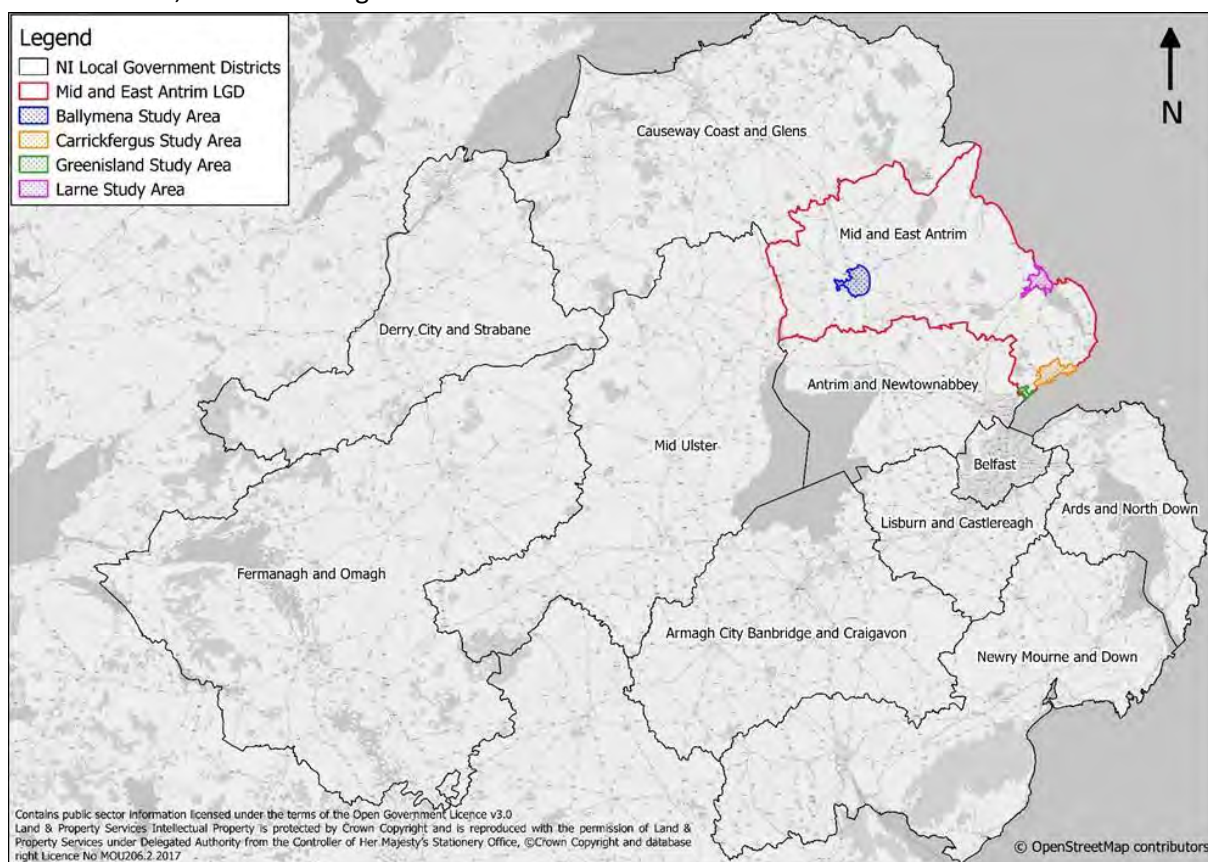 Legend
NI Local Government Districts
Mid and East Antrim LGD
Ballymena Study Area
Carrickfergus Study Area
Greenisland Study Area
Larne Study Area
N
Causeway Coast and Glens
Mid and East Antrim
Derry City and Strabane
Antrim and Newtownabbey
Mid Ulster
Belfast
Ards and North Down
Lisburn and Castlereagh
Fermanagh and Omagh
Armagh City Banbridge and Craigavon
Newry Mourne and Down
Contains public sector information licensed under the terms of the Open Government Licence v3.0
Land & Property Services Intellectual Property is protected by Crown Copyright and is reproduced with the permission of Land &
Property Services under Delegated Authority from the Controller of Her Majesty's Stationery Office, ©Crown Copyright and database
right Licence No MOU206.2.2017
© OpenStreetMap contributors